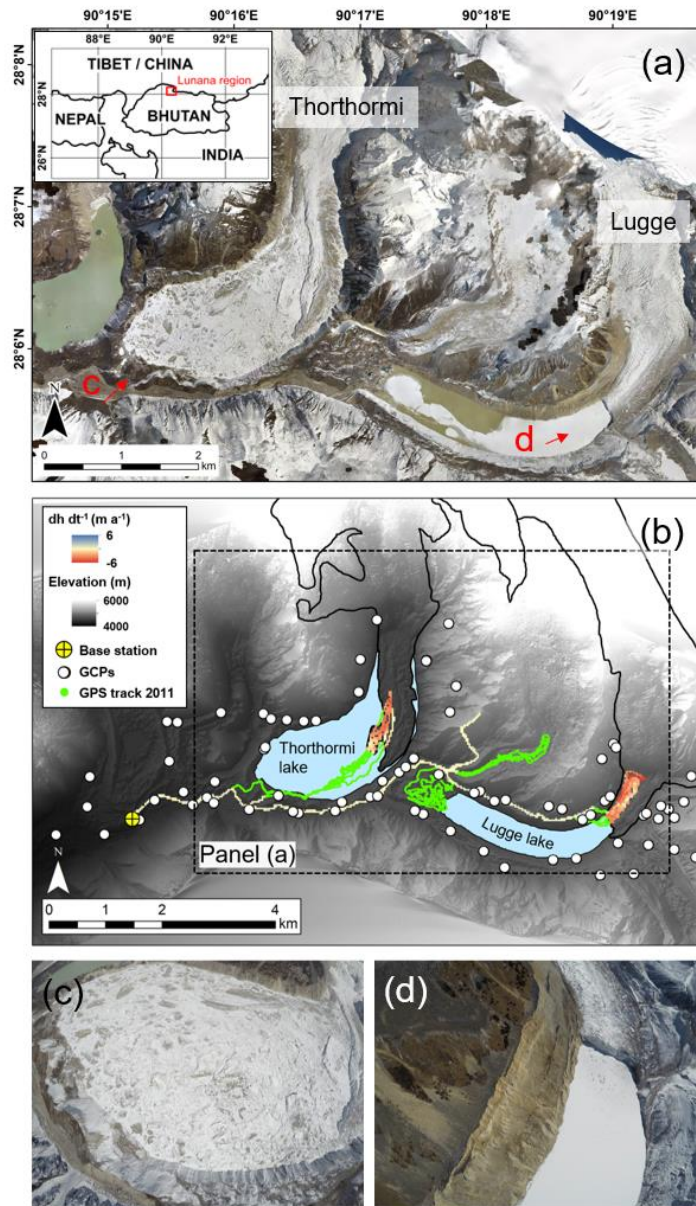 90°15'E 90°16'E 90°17'E 90°18'E 90°19'E
28°8'N
28°7'N
28°6'N
(a)
88°E 90°E 92°E
28°N
26°N
TIBET / CHINA
Lunana region
NEPAL
BHUTAN
INDIA
Thorthormi
Lugge
c
d
N
0 1 2
km
(b)
dh dt⁻¹ (m a⁻¹)
6
-6
Elevation (m)
6000
4000
Base station
GCPs
GPS track 2011
Thorthormi
lake
Lugge lake
Panel (a)
N
0 1 2 4
km
(c)
(d)